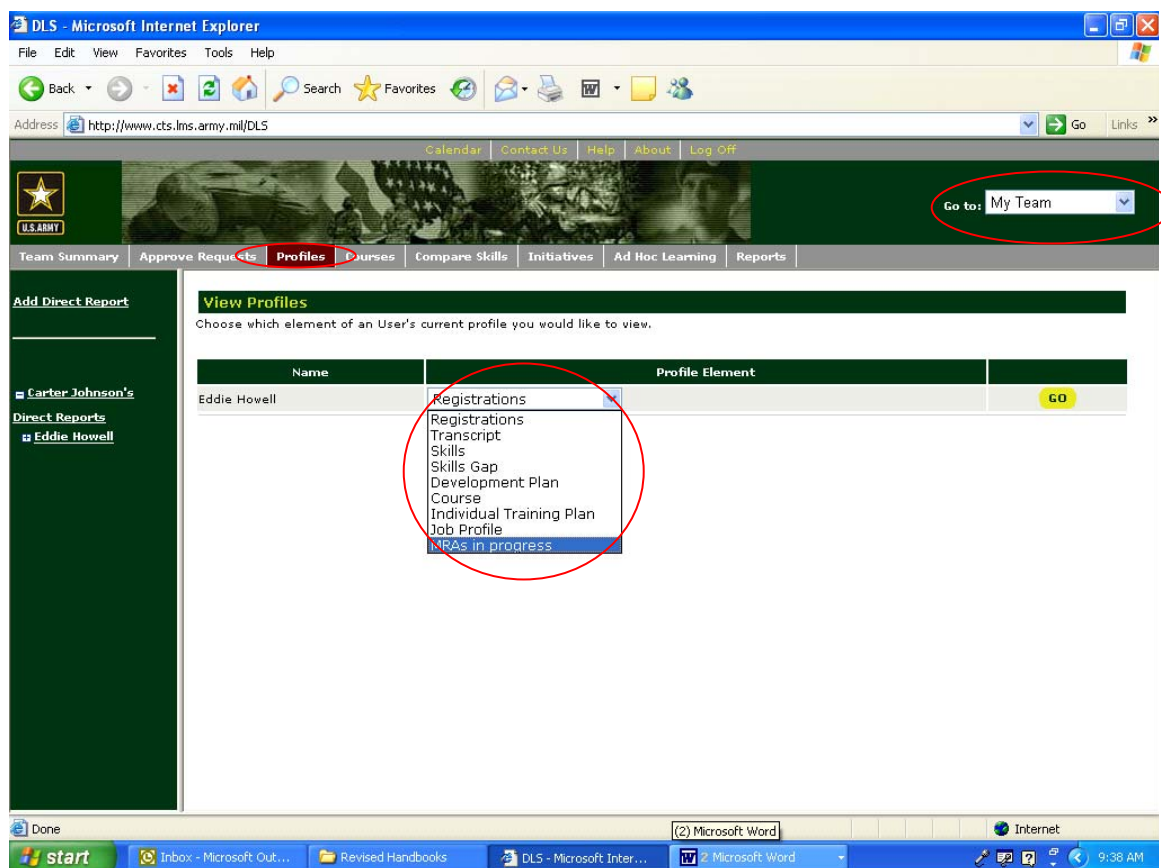 DLS - Microsoft Internet Explorer
File Edit View Favorites Tools Help
Back Search Favorites
Address http://www.cts.lms.army.mil/DLS Go Links »
Calendar Contact Us Help About Log Off
U.S.ARMY
Go to: My Team
Team Summary Approve Requests Profiles Courses Compare Skills Initiatives Ad Hoc Learning Reports
Add Direct Report
View Profiles
Choose which element of an User's current profile you would like to view.
Name Profile Element
Carter Johnson's
Direct Reports
Eddie Howell
Eddie Howell Registrations GO
Registrations
Transcript
Skills
Skills Gap
Development Plan
Course
Individual Training Plan
Job Profile
MRAs in progress
Done (2) Microsoft Word Internet
start Inbox - Microsoft Out... Revised Handbooks DLS - Microsoft Inter... 2 Microsoft Word 9:38 AM